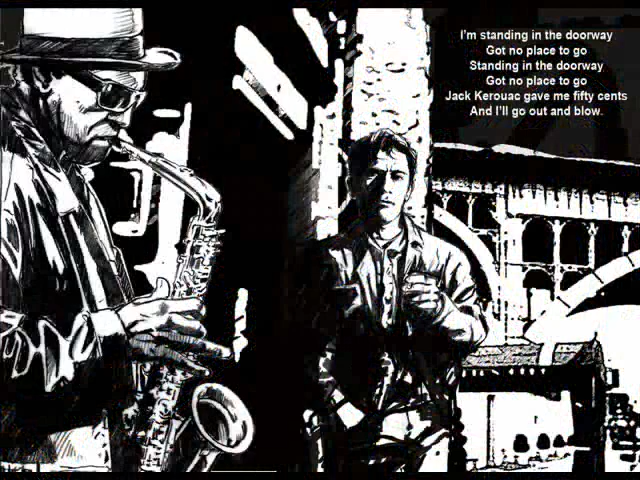 I'm standing in the doorway
Got no place to go
Standing in the doorway
Got no place to go
Jack Kerouac gave me fifty cents
And I'll go out and blow.